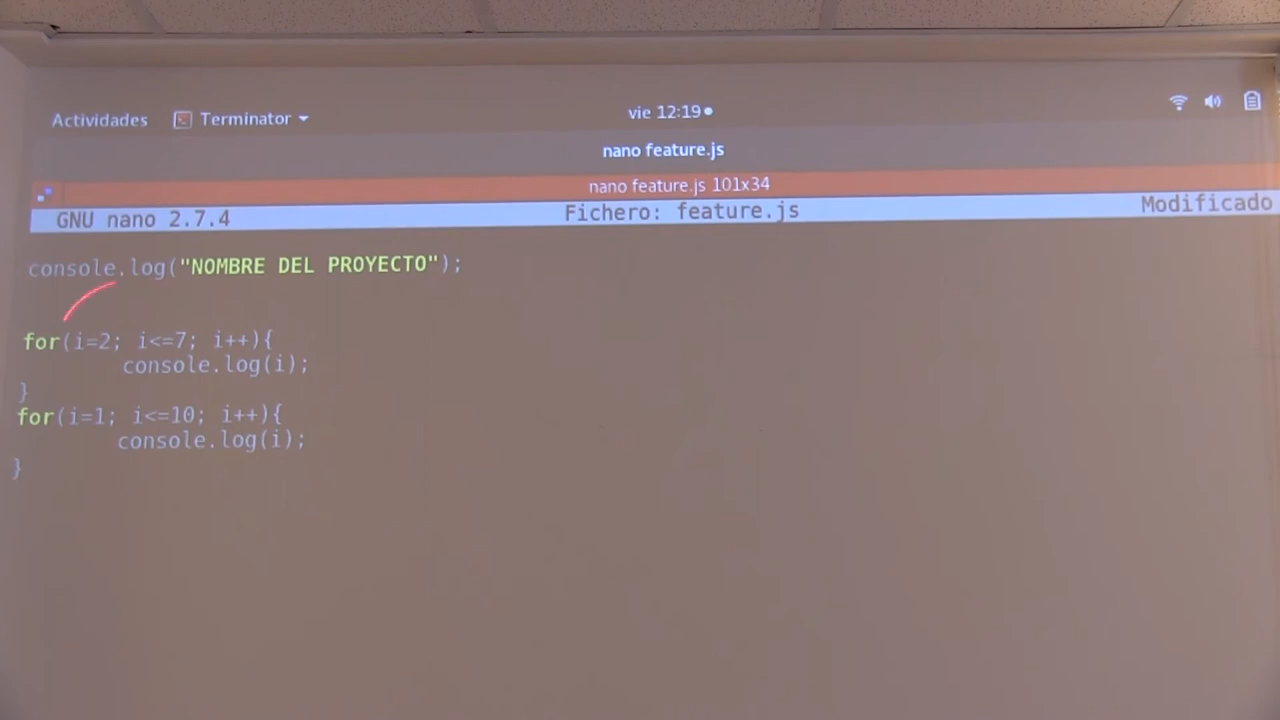 Actividades Terminator vie 12:19
nano feature.js
nano feature.js 101x34
GNU nano 2.7.4 Fichero: feature.js Modificado
console.log("NOMBRE DEL PROYECTO");
for(i=2; i<=7; i++){
        console.log(i);
}
for(i=1; i<=10; i++){
        console.log(i);
}